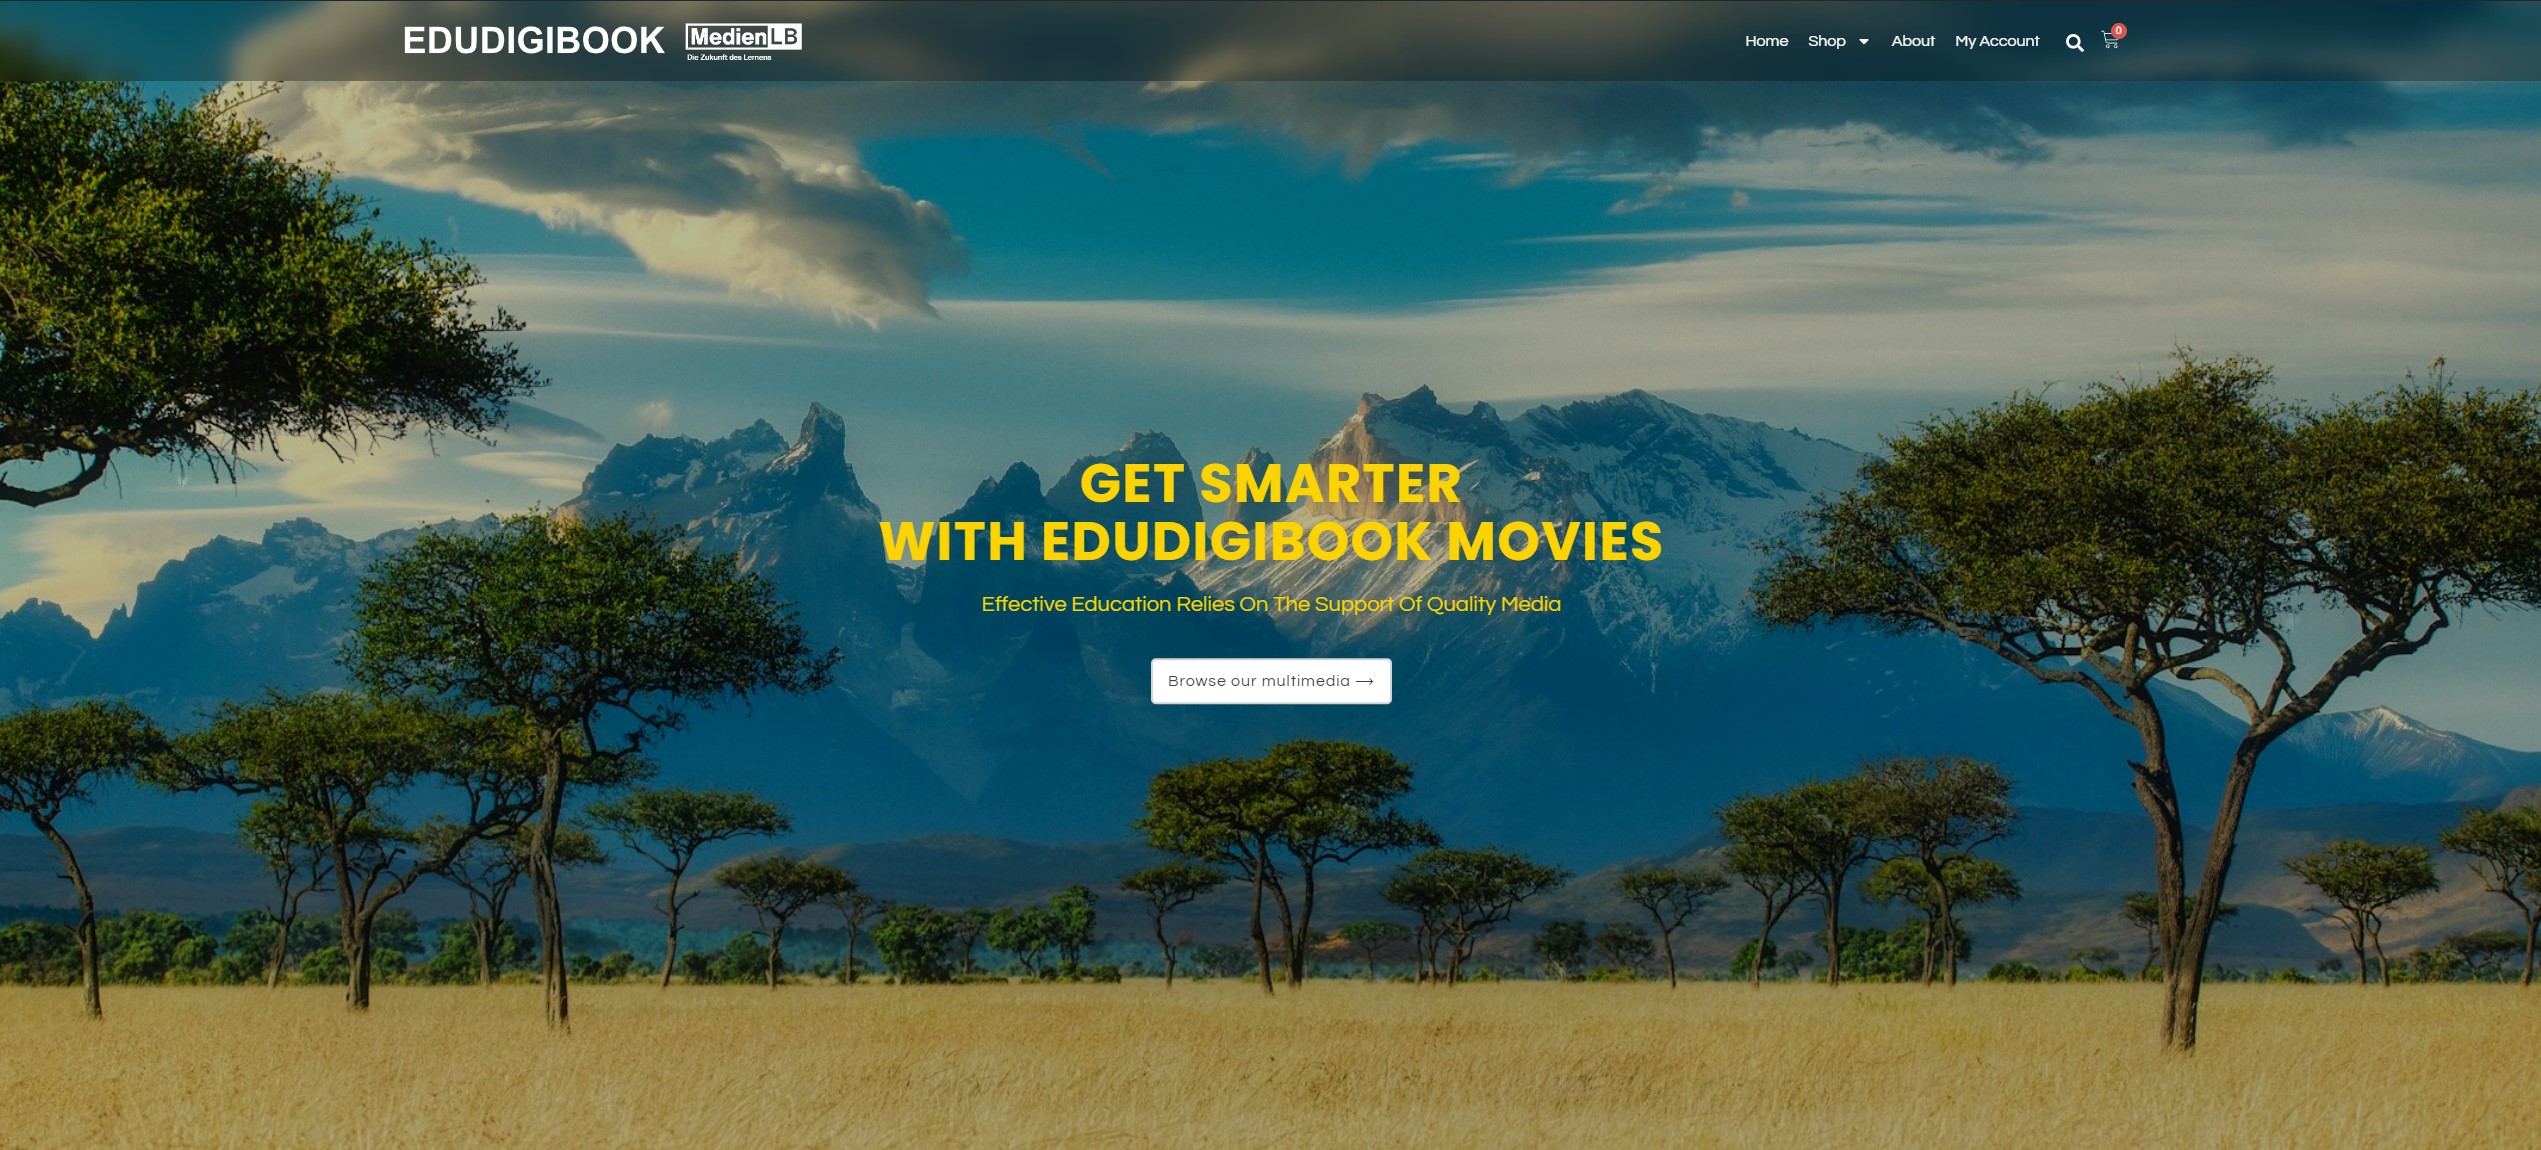 EDUDIGIBOOK
MedienLB
Die Zukunft des Lernens
Home Shop About My Account
0
GET SMARTER
WITH EDUDIGIBOOK MOVIES
Effective Education Relies On The Support Of Quality Media
Browse our multimedia ⟶